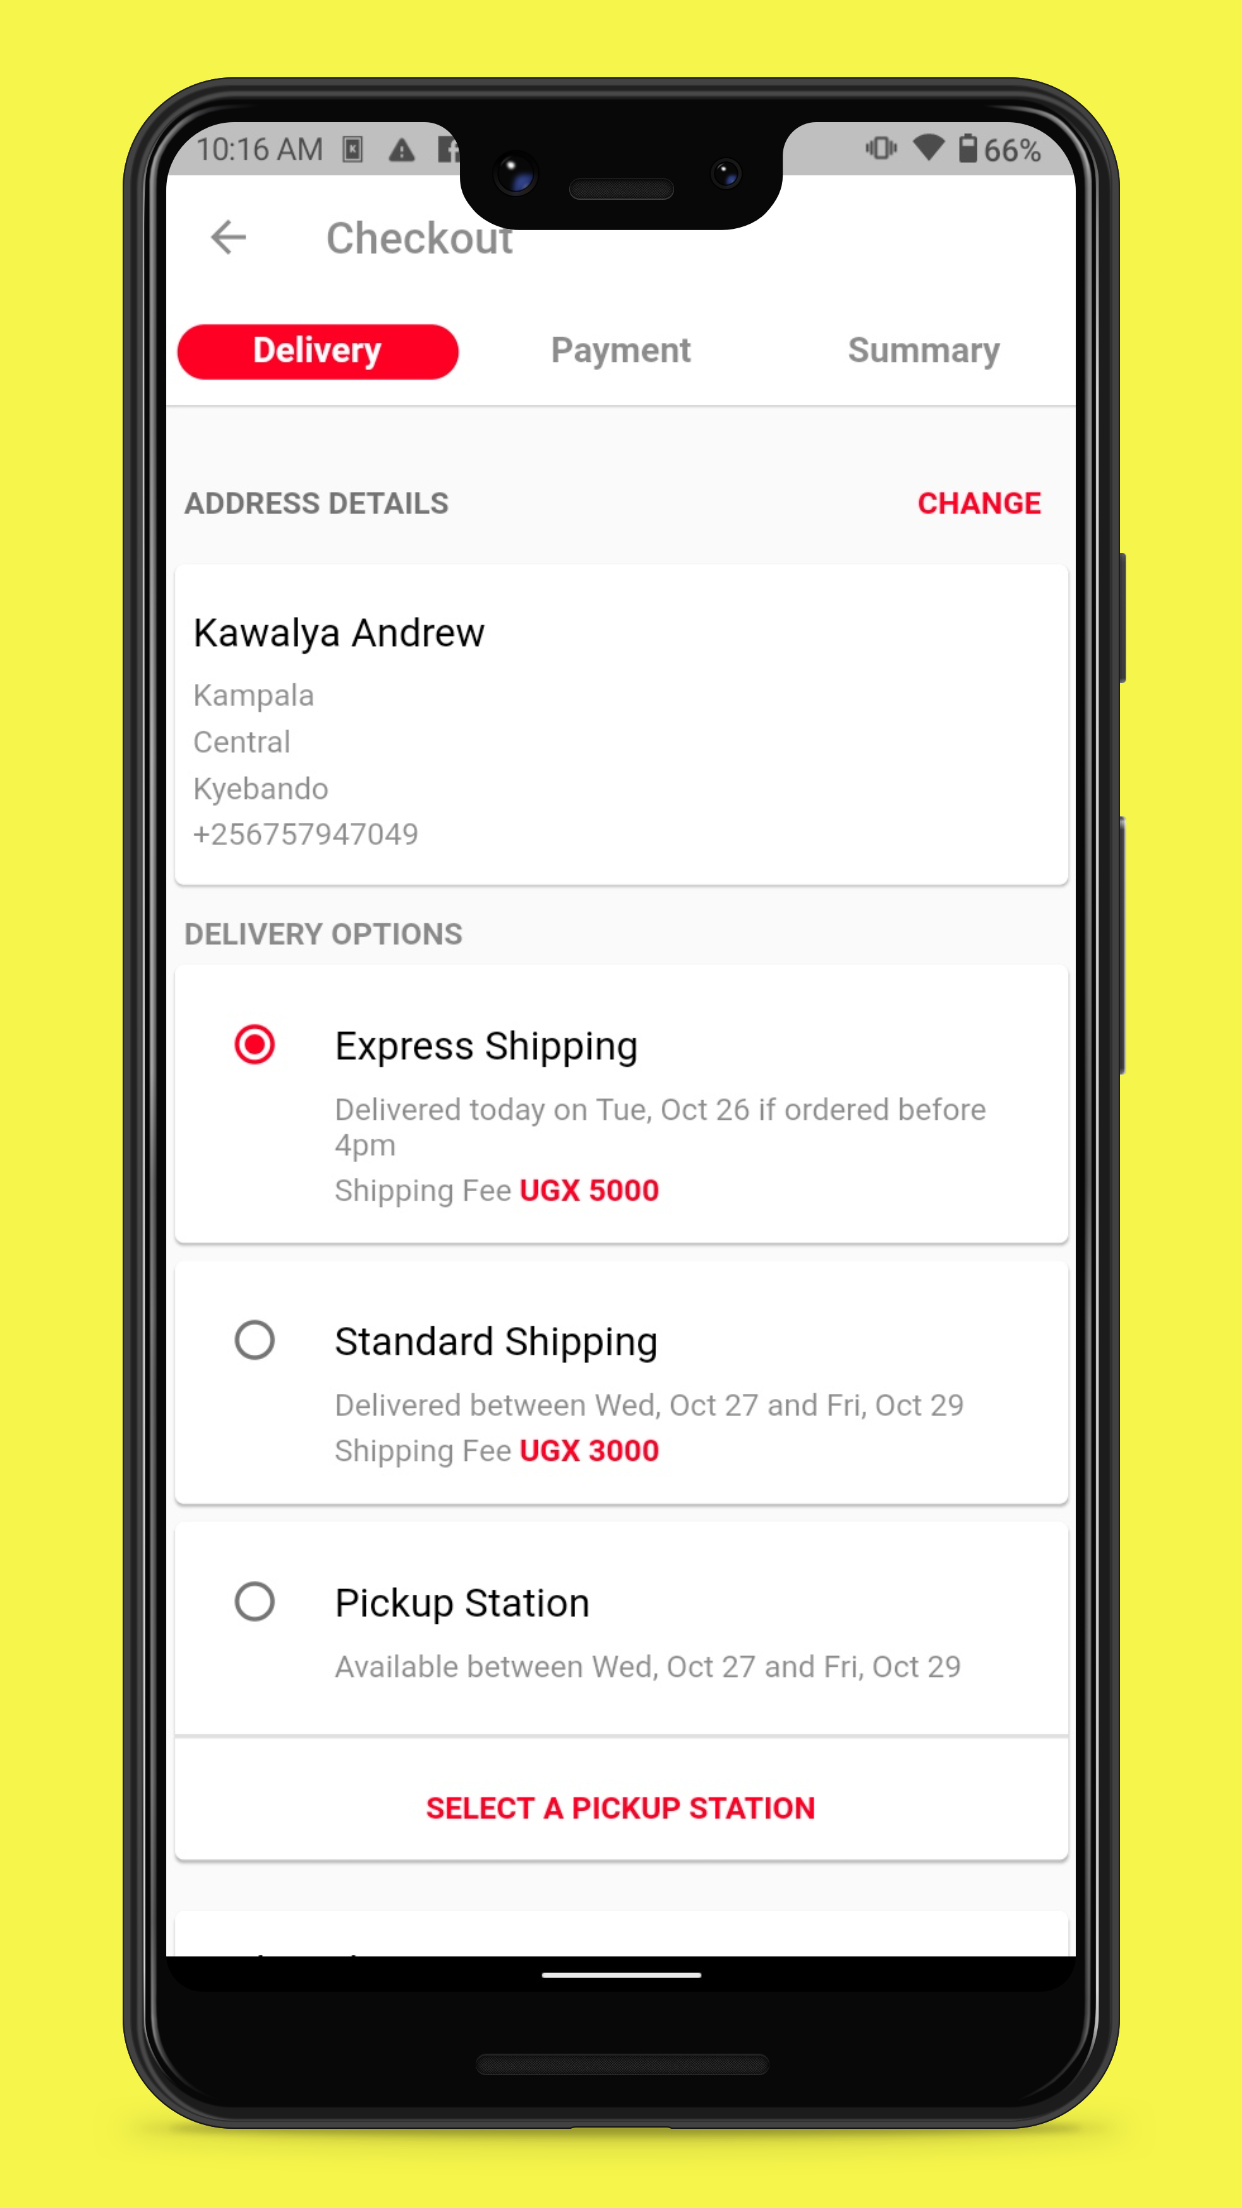 10:16 AM
66%
Checkout
Delivery
Payment
Summary
ADDRESS DETAILS
CHANGE
Kawalya Andrew
Kampala
Central
Kyebando
+256757947049
DELIVERY OPTIONS
Express Shipping
Delivered today on Tue, Oct 26 if ordered before
4pm
Shipping Fee UGX 5000
Standard Shipping
Delivered between Wed, Oct 27 and Fri, Oct 29
Shipping Fee UGX 3000
Pickup Station
Available between Wed, Oct 27 and Fri, Oct 29
SELECT A PICKUP STATION